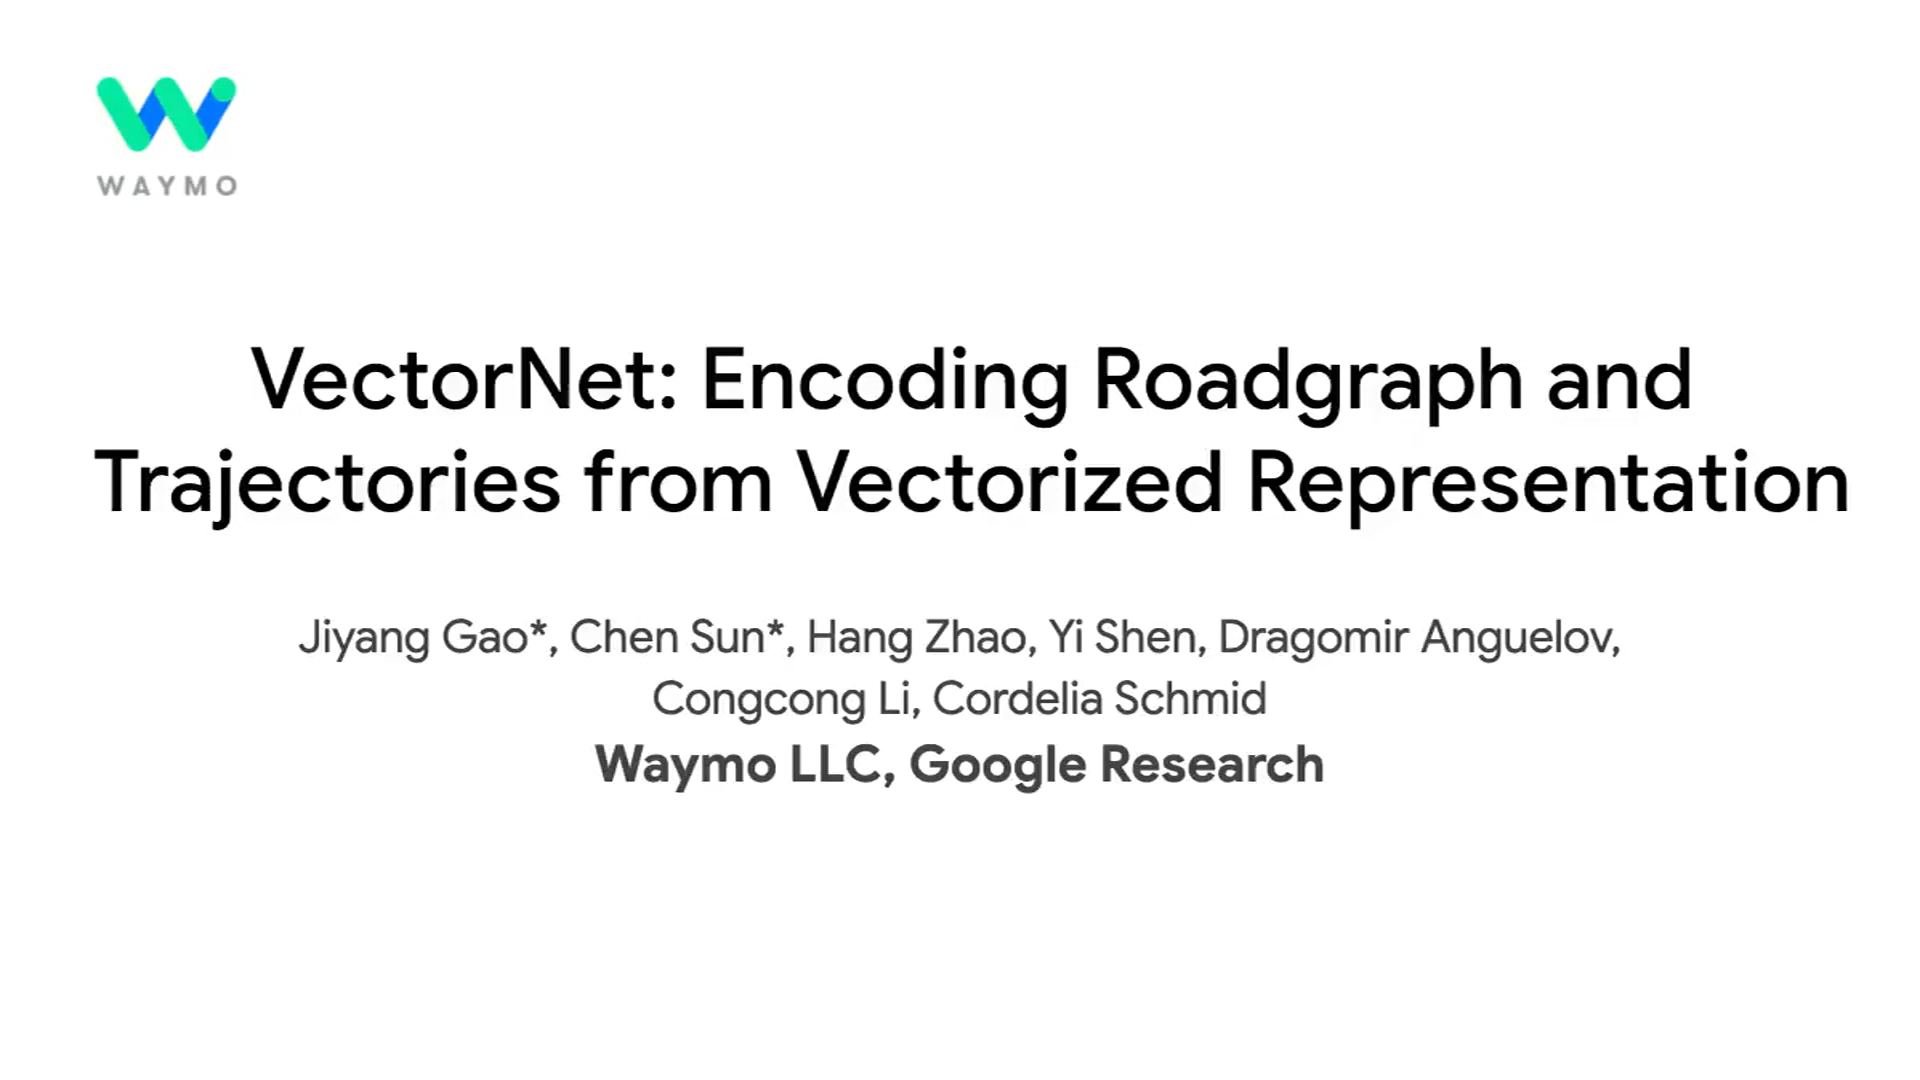 WAYMO
VectorNet: Encoding Roadgraph and
Trajectories from Vectorized Representation
Jiyang Gao*, Chen Sun*, Hang Zhao, Yi Shen, Dragomir Anguelov,
Congcong Li, Cordelia Schmid
Waymo LLC, Google Research